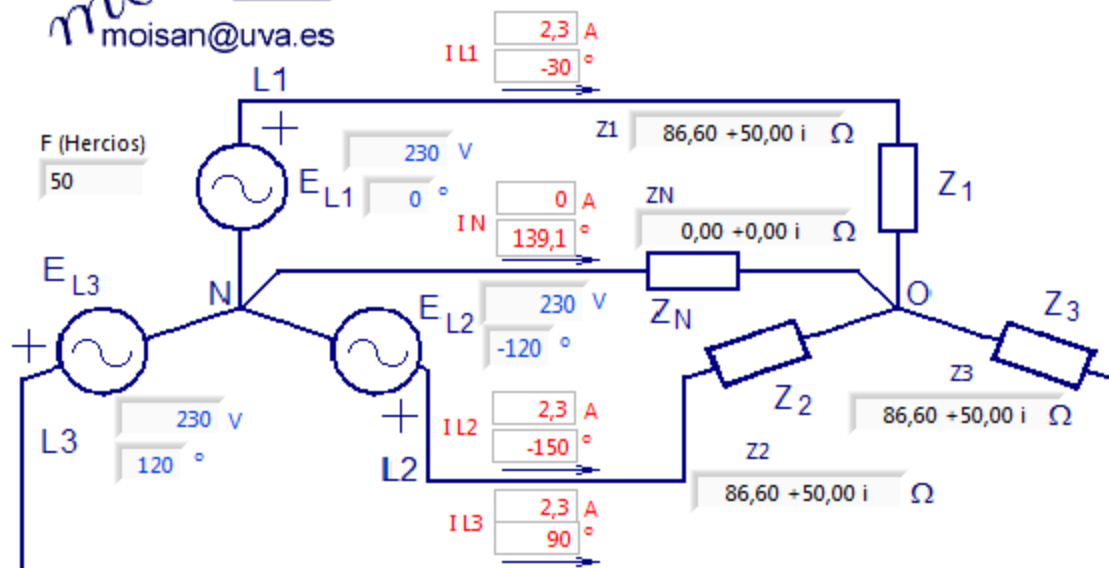 moisan@uva.es
I L1
2,3 A
-30 °
L1
F (Hercios)
50
+
E L1
230 V
0 °
Z1
86,60 +50,00 i Ω
Z 1
I N
0 A
139,1 °
ZN
0,00 +0,00 i Ω
Z N
E L3
N
+
230 V
120 °
L3
E L2
230 V
-120 °
+
L2
O
Z 3
Z3
86,60 +50,00 i Ω
Z 2
Z2
86,60 +50,00 i Ω
I L2
2,3 A
-150 °
I L3
2,3 A
90 °